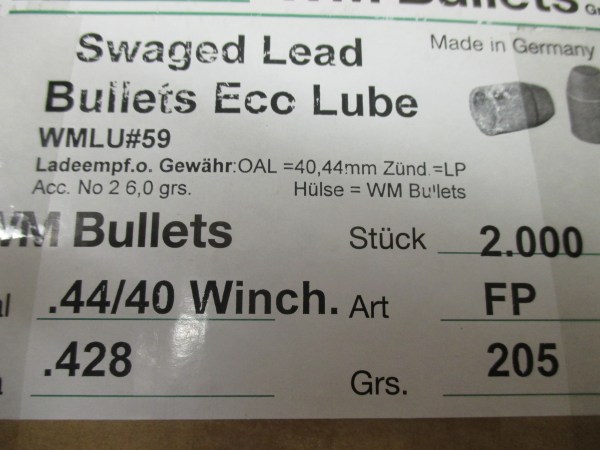 Bullets
Swaged Lead
Made in Germany
Bullets Eco Lube
WMLU#59
Ladeempf.o. Gewähr:OAL =40,44mm Zünd.=LP
Acc. No 2 6,0 grs. Hülse = WM Bullets
WM Bullets Stück 2.000
.44/40 Winch. Art FP
.428 Grs. 205